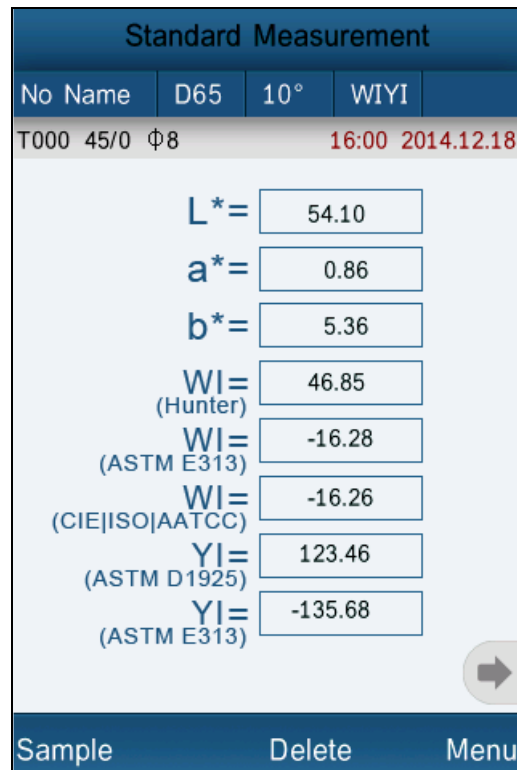 Standard Measurement
No Name D65 10° WIYI
T000 45/0 Φ8 16:00 2014.12.18
L*= 54.10
a*= 0.86
b*= 5.36
WI= 46.85
(Hunter)
WI= -16.28
(ASTM E313)
WI= -16.26
(CIE|ISO|AATCC)
YI= 123.46
(ASTM D1925)
YI= -135.68
(ASTM E313)
Sample Delete Menu